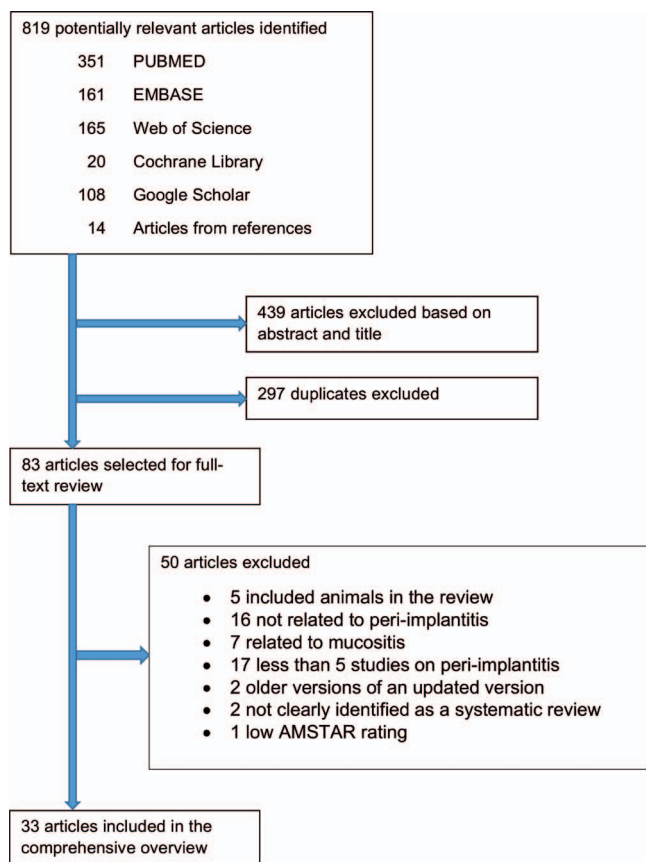 819 potentially relevant articles identified
351 PUBMED
161 EMBASE
165 Web of Science
20 Cochrane Library
108 Google Scholar
14 Articles from references
439 articles excluded based on
abstract and title
297 duplicates excluded
83 articles selected for full-
text review
50 articles excluded
• 5 included animals in the review
• 16 not related to peri-implantitis
• 7 related to mucositis
• 17 less than 5 studies on peri-implantitis
• 2 older versions of an updated version
• 2 not clearly identified as a systematic review
• 1 low AMSTAR rating
33 articles included in the
comprehensive overview